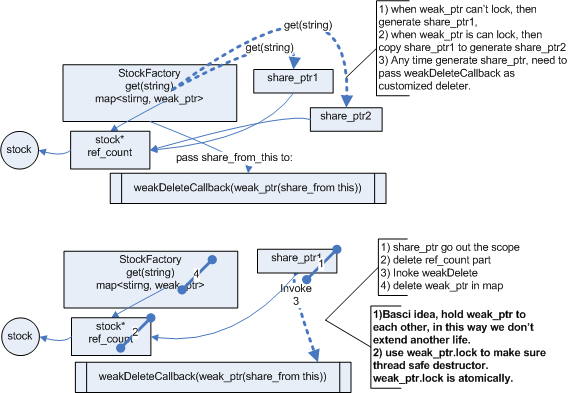 get(string)
get(string)
StockFactory
get(string)
map<stirng, weak_ptr>
share_ptr1
share_ptr2
stock
stock*
ref_count
pass share_from_this to:
weakDeleteCallback(weak_ptr(share_from this))
1) when weak_ptr can't lock, then
generate share_ptr1,
2) when weak_ptr is can lock, then
copy share_ptr1 to generate share_ptr2
3) Any time generate share_ptr, need to
pass weakDeleteCallback as
customized deleter.
StockFactory
get(string)
map<stirng, weak_ptr>
4
share_ptr1
1
Invoke
3
stock
stock*
ref_count
2
weakDeleteCallback(weak_ptr(share_from this))
1) share_ptr go out the scope
2) delete ref_count part
3) Inoke weakDelete
4) delete weak_ptr in map
1)Basci idea, hold weak_ptr to
each other, in this way we don't
extend another life.
2) use weak_ptr.lock to make sure
thread safe destructor.
weak_ptr.lock is atomically.